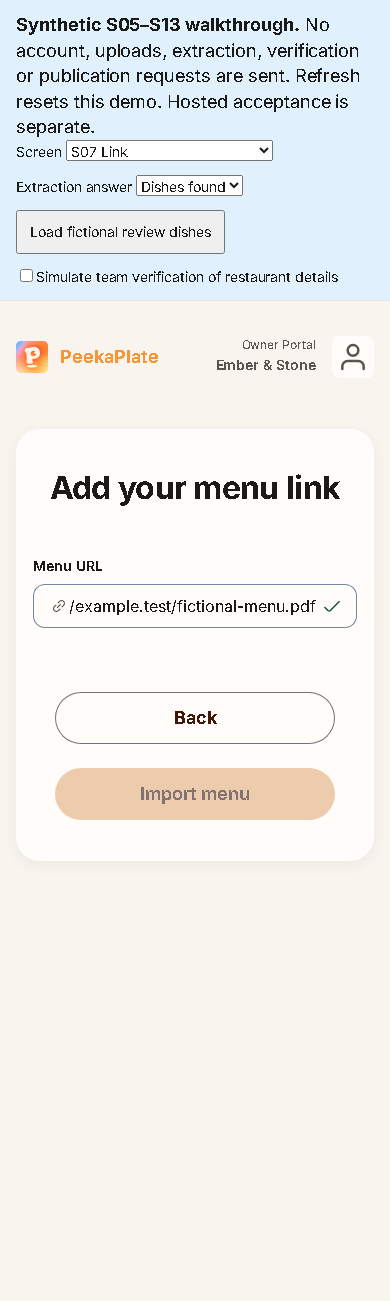 Synthetic S05–S13 walkthrough. No
account, uploads, extraction, verification
or publication requests are sent. Refresh
resets this demo. Hosted acceptance is
separate.
Screen S07 Link
Extraction answer Dishes found
Load fictional review dishes
Simulate team verification of restaurant details
PeekaPlate
Owner Portal
Ember & Stone
Add your menu link
Menu URL
/example.test/fictional-menu.pdf
Back
Import menu